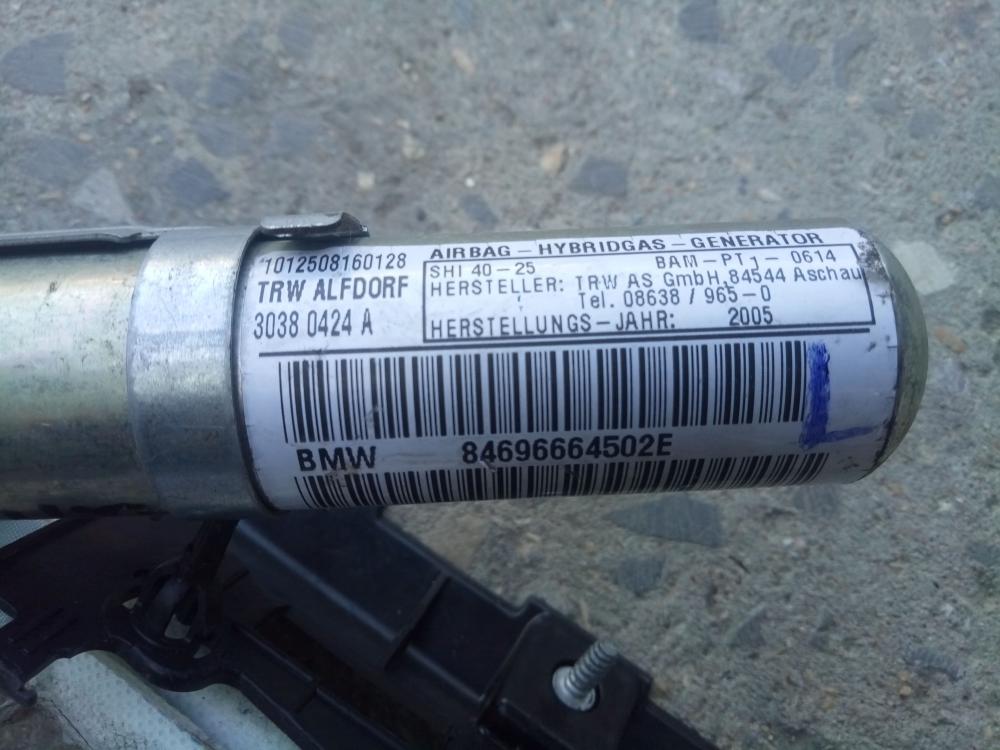 1012508160128
TRW ALFDORF
3038 0424 A
AIRBAG-HYBRIDGAS-GENERATOR
SHI 40-25 BAM-PT1-0614
HERSTELLER: TRW AS GmbH, 84544 Aschau
Tel. 08638 / 965-0
HERSTELLUNGS-JAHR: 2005
BMW 84696664502E
L